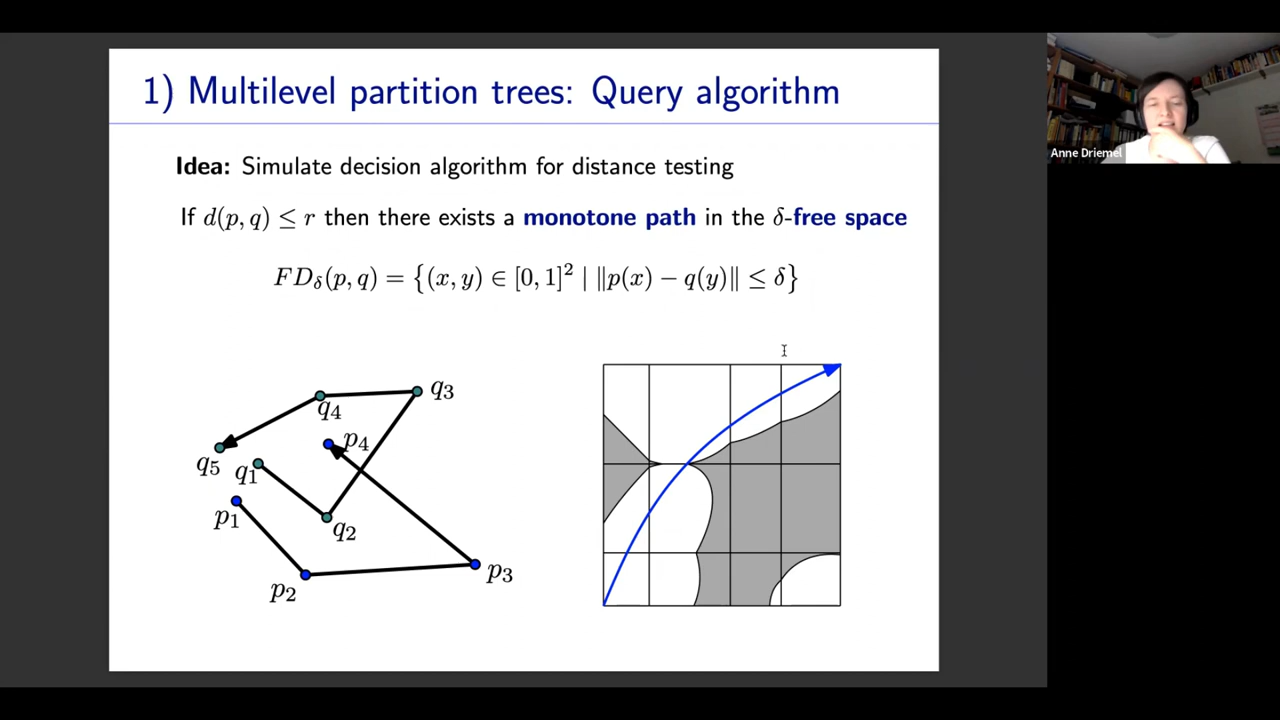 1) Multilevel partition trees: Query algorithm
Idea: Simulate decision algorithm for distance testing
If d(p, q) ≤ r then there exists a monotone path in the δ-free space
FD_δ(p, q) = {(x, y) ∈ [0, 1]² | ‖p(x) − q(y)‖ ≤ δ}
q₃
q₄
p₄
q₅
q₁
p₁
q₂
p₃
p₂
Anne Driemel